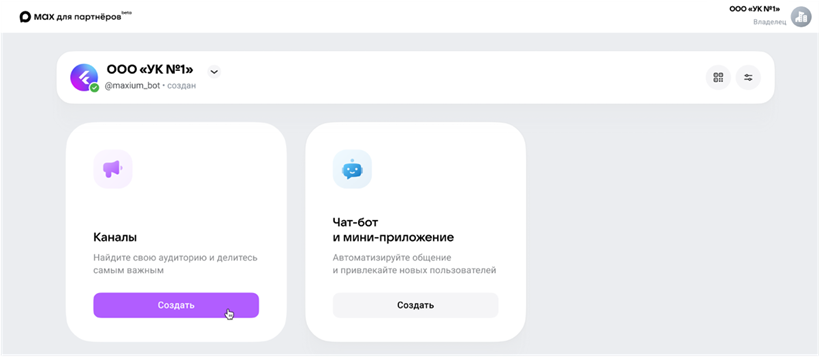 max для партнёров beta
ООО «УК №1»
Владелец
ООО «УК №1»
@maxium_bot • создан
Каналы
Найдите свою аудиторию и делитесь
самым важным
Создать
Чат-бот
и мини-приложение
Автоматизируйте общение
и привлекайте новых пользователей
Создать